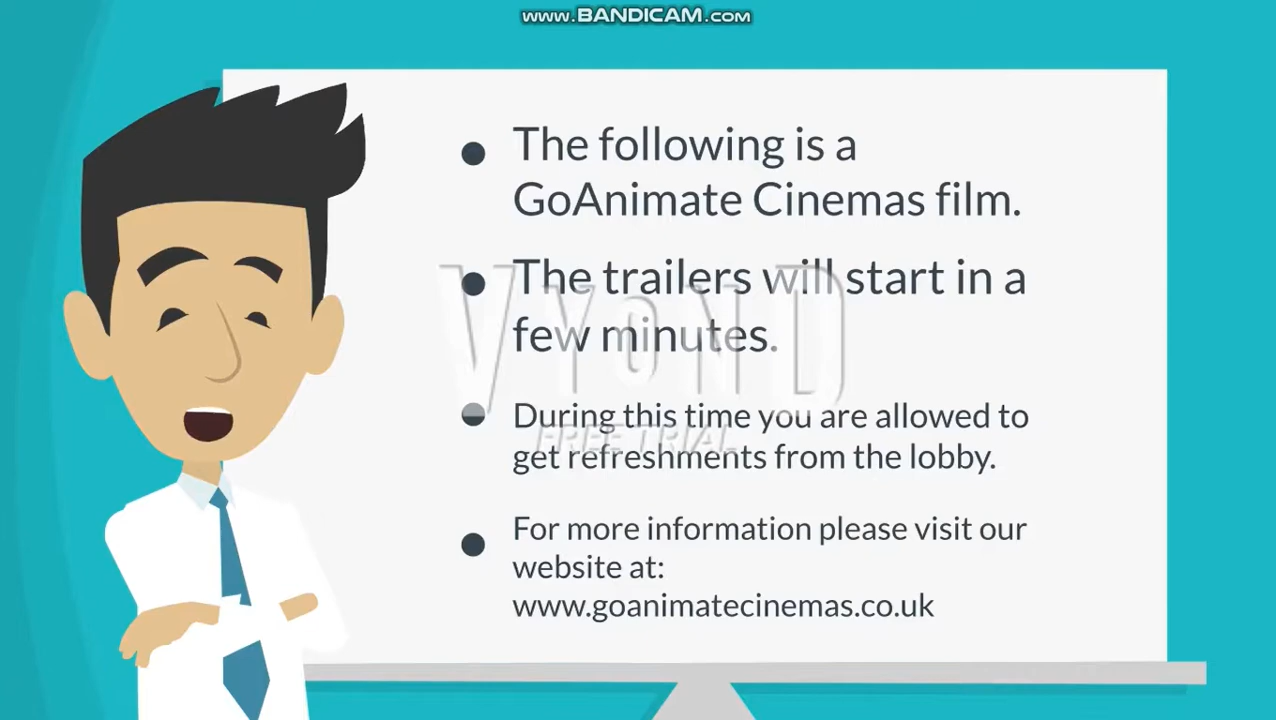 www.BANDICAM.com
The following is a
GoAnimate Cinemas film.
The trailers will start in a
few minutes.
VYOND
FREE TRIAL
During this time you are allowed to
get refreshments from the lobby.
For more information please visit our
website at:
www.goanimatecinemas.co.uk